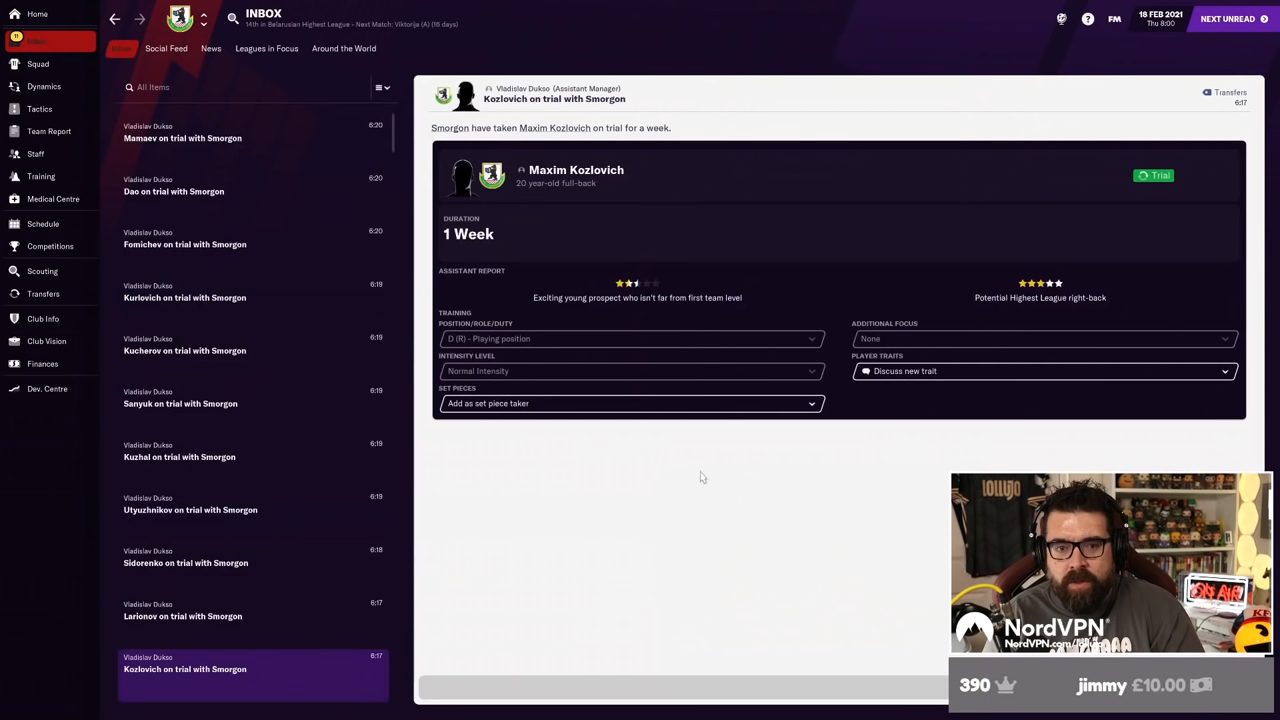 Home
INBOX
14th in Belarusian Highest League - Next Match: Viktorija (A) (16 days)
FM
18 FEB 2021
Thu 8:00
NEXT UNREAD
Inbox
Inbox
Social Feed
News
Leagues in Focus
Around the World
Squad
Dynamics
Tactics
Team Report
Staff
Training
Medical Centre
Schedule
Competitions
Scouting
Transfers
Club Info
Club Vision
Finances
Dev. Centre
All Items
Vladislav Dukso 6:20
Mamaev on trial with Smorgon
Vladislav Dukso 6:20
Dao on trial with Smorgon
Vladislav Dukso 6:20
Fomichev on trial with Smorgon
Vladislav Dukso 6:19
Kurlovich on trial with Smorgon
Vladislav Dukso 6:19
Kucherov on trial with Smorgon
Vladislav Dukso 6:19
Sanyuk on trial with Smorgon
Vladislav Dukso 6:19
Kuzhal on trial with Smorgon
Vladislav Dukso 6:19
Utyuzhnikov on trial with Smorgon
Vladislav Dukso 6:18
Sidorenko on trial with Smorgon
Vladislav Dukso 6:17
Larionov on trial with Smorgon
Vladislav Dukso 6:17
Kozlovich on trial with Smorgon
Vladislav Dukso (Assistant Manager)
Kozlovich on trial with Smorgon
Transfers
6:17
Smorgon have taken Maxim Kozlovich on trial for a week.
Maxim Kozlovich
20 year-old full-back
Trial
DURATION
1 Week
ASSISTANT REPORT
Exciting young prospect who isn't far from first team level
Potential Highest League right-back
TRAINING
POSITION/ROLE/DUTY
D (R) - Playing position
ADDITIONAL FOCUS
None
INTENSITY LEVEL
Normal Intensity
PLAYER TRAITS
Discuss new trait
SET PIECES
Add as set piece taker
lollujo
ON AIR
NordVPN®
390
jimmy £10.00